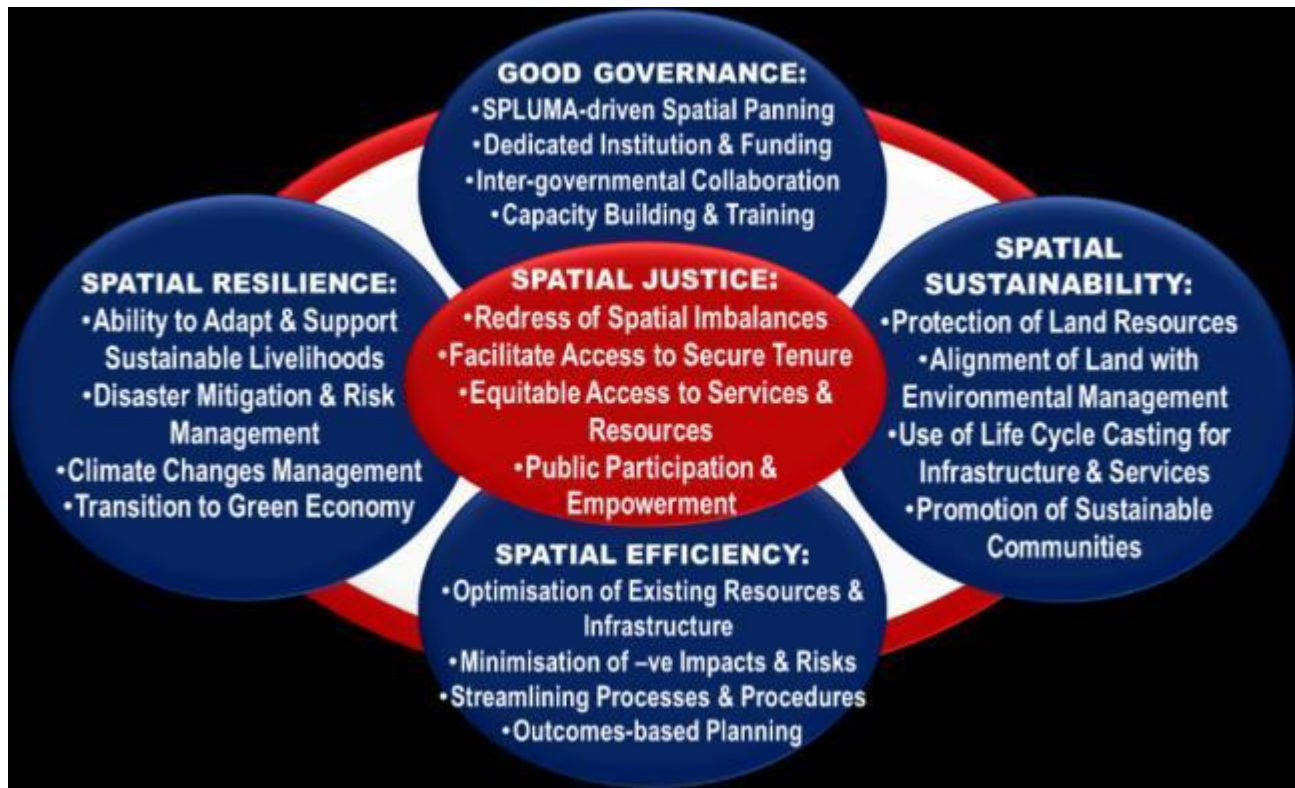 GOOD GOVERNANCE:
•SPLUMA-driven Spatial Panning
•Dedicated Institution & Funding
•Inter-governmental Collaboration
•Capacity Building & Training
SPATIAL RESILIENCE:
•Ability to Adapt & Support
Sustainable Livelihoods
•Disaster Mitigation & Risk
Management
•Climate Changes Management
•Transition to Green Economy
SPATIAL JUSTICE:
•Redress of Spatial Imbalances
•Facilitate Access to Secure Tenure
•Equitable Access to Services &
Resources
•Public Participation &
Empowerment
SPATIAL
SUSTAINABILITY:
•Protection of Land Resources
•Alignment of Land with
Environmental Management
•Use of Life Cycle Casting for
Infrastructure & Services
•Promotion of Sustainable
Communities
SPATIAL EFFICIENCY:
•Optimisation of Existing Resources &
Infrastructure
•Minimisation of –ve Impacts & Risks
•Streamlining Processes & Procedures
•Outcomes-based Planning